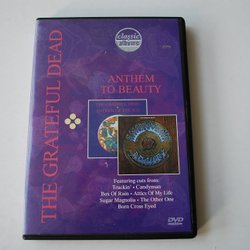 THE GRATEFUL DEAD
classic
albums
ANTHEM
TO BEAUTY
Featuring cuts from:
Truckin' • Candyman
Box Of Rain • Attics Of My Life
Sugar Magnolia • The Other One
Born Cross Eyed
DVD